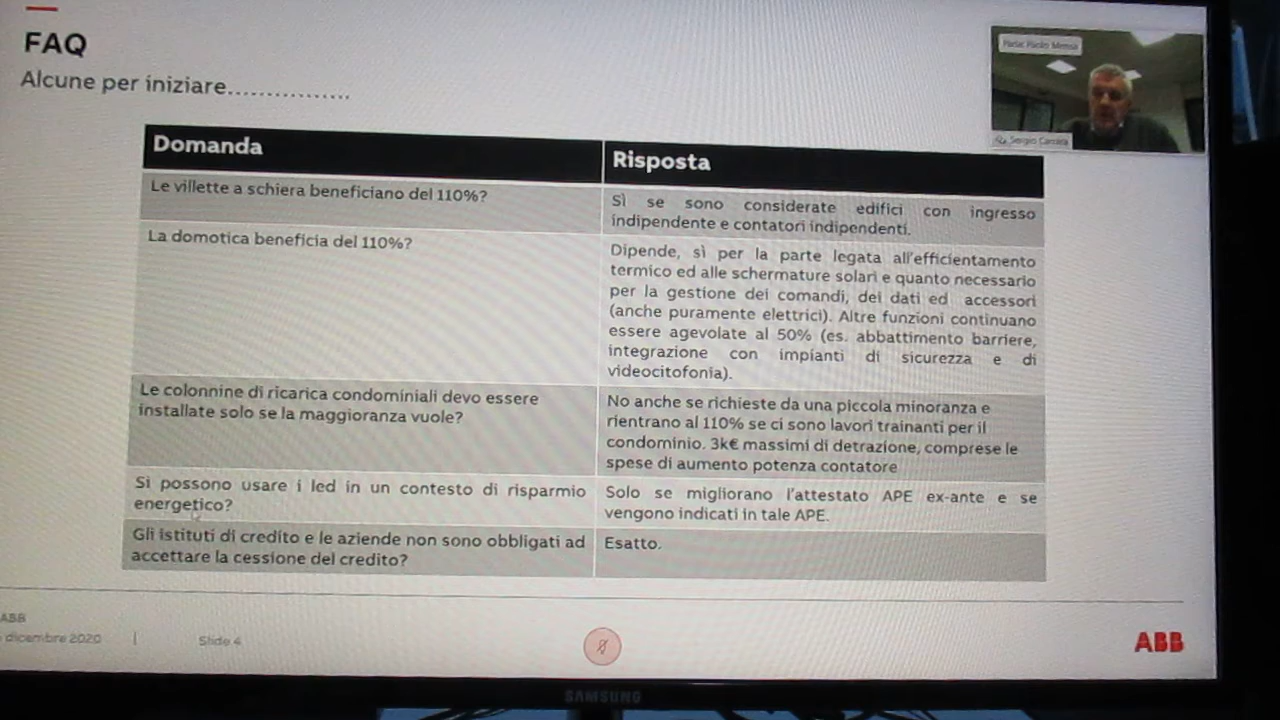 FAQ
Alcune per iniziare................
Sergio Carrara
Domanda
Risposta
Le villette a schiera beneficiano del 110%?
Sì se sono considerate edifici con ingresso
indipendente e contatori indipendenti.
La domotica beneficia del 110%?
Dipende, sì per la parte legata all'efficientamento
termico ed alle schermature solari e quanto necessario
per la gestione dei comandi, dei dati ed accessori
(anche puramente elettrici). Altre funzioni continuano
essere agevolate al 50% (es. abbattimento barriere,
integrazione con impianti di sicurezza e di
videocitofonia).
Le colonnine di ricarica condominiali devo essere
installate solo se la maggioranza vuole?
No anche se richieste da una piccola minoranza e
rientrano al 110% se ci sono lavori trainanti per il
condominio. 3k€ massimi di detrazione, comprese le
spese di aumento potenza contatore
Si possono usare i led in un contesto di risparmio
energetico?
Solo se migliorano l'attestato APE ex-ante e se
vengono indicati in tale APE.
Gli istituti di credito e le aziende non sono obbligati ad
accettare la cessione del credito?
Esatto.
ABB
dicembre 2020 | Slide 4
ABB
SAMSUNG